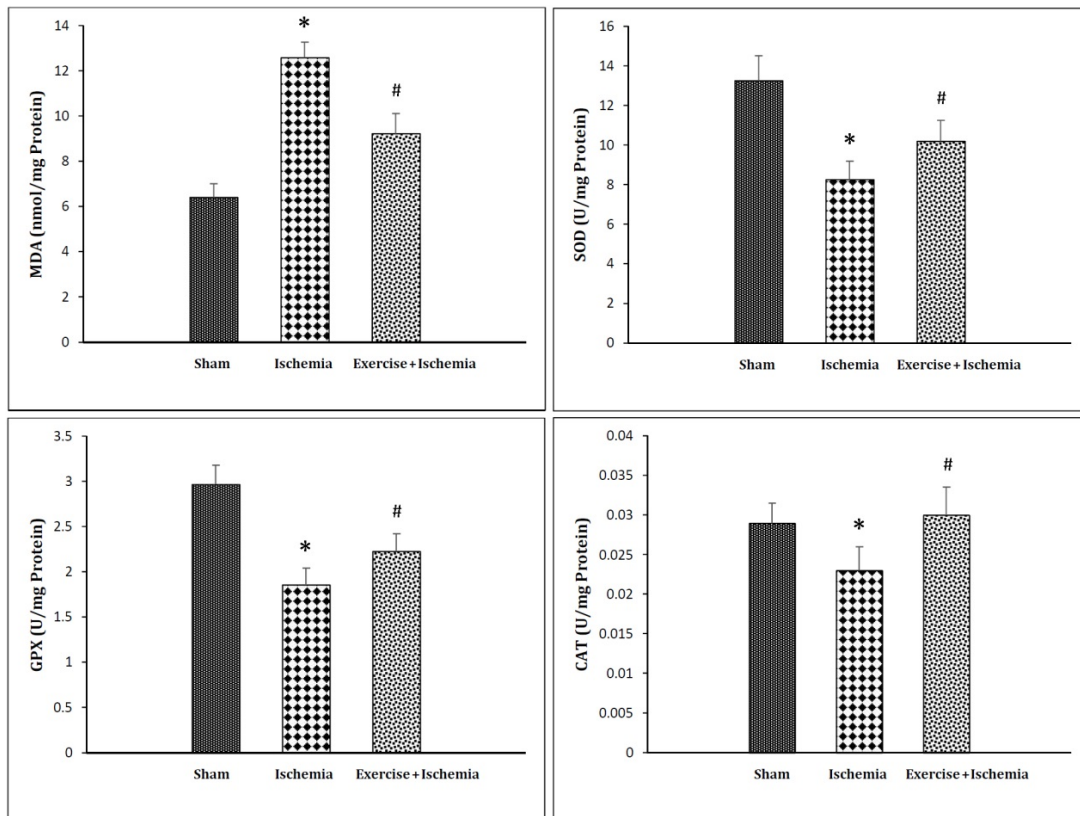 MDA (nmol/mg Protein)
14
12
10
8
6
4
2
0
*
#
Sham
Ischemia
Exercise+Ischemia
SOD (U/mg Protein)
16
14
12
10
8
6
4
2
0
*
#
Sham
Ischemia
Exercise+Ischemia
GPX (U/mg Protein)
3.5
3
2.5
2
1.5
1
0.5
0
*
#
Sham
Ischemia
Exercise+Ischemia
CAT (U/mg Protein)
0.04
0.035
0.03
0.025
0.02
0.015
0.01
0.005
0
*
#
Sham
Ischemia
Exercise+Ischemia